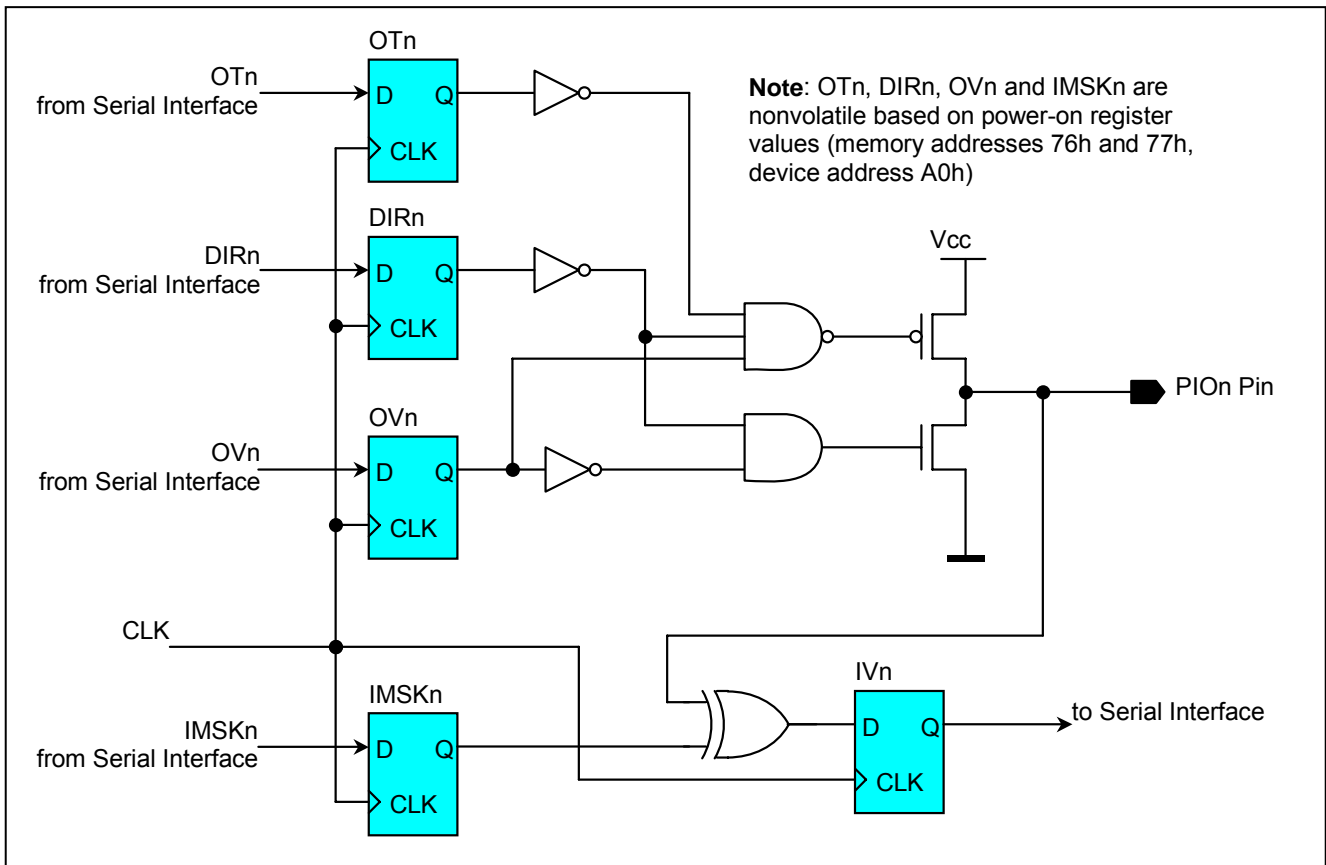 OTn
OTn
from Serial Interface
D
Q
CLK
Note: OTn, DIRn, OVn and IMSKn are
nonvolatile based on power-on register
values (memory addresses 76h and 77h,
device address A0h)
DIRn
DIRn
from Serial Interface
D
Q
CLK
Vcc
PIOn Pin
OVn
OVn
from Serial Interface
D
Q
CLK
CLK
IMSKn
IMSKn
from Serial Interface
D
Q
CLK
IVn
D
Q
CLK
to Serial Interface